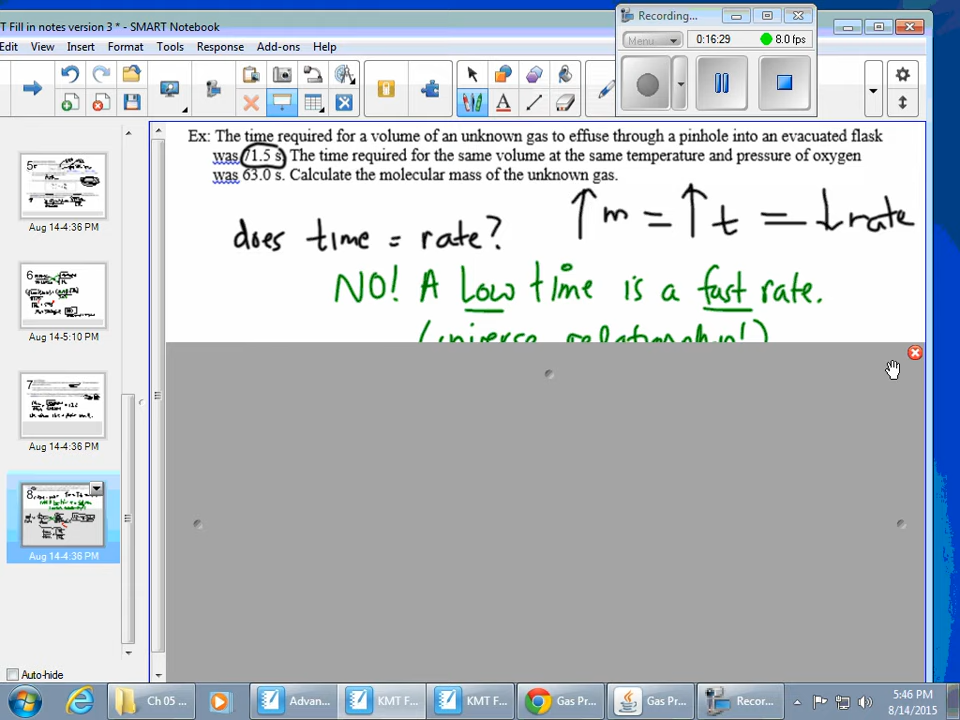 T Fill in notes version 3 * - SMART Notebook
Recording...
Edit View Insert Format Tools Response Add-ons Help
Menu 0:16:29 8.0 fps
Ex: The time required for a volume of an unknown gas to effuse through a pinhole into an evacuated flask
was 71.5 s. The time required for the same volume at the same temperature and pressure of oxygen
was 63.0 s. Calculate the molecular mass of the unknown gas.
↑m = ↑t = ↓rate
does time = rate?
NO! A Low time is a fast rate.
(inverse relationship!)
5
Aug 14-4:36 PM
6
Aug 14-5:10 PM
7
Aug 14-4:36 PM
8
Aug 14-4:36 PM
Auto-hide
Ch 05 ...
Advan...
KMT F...
KMT F...
Gas Pr...
Gas Pr...
Recor...
5:46 PM
8/14/2015